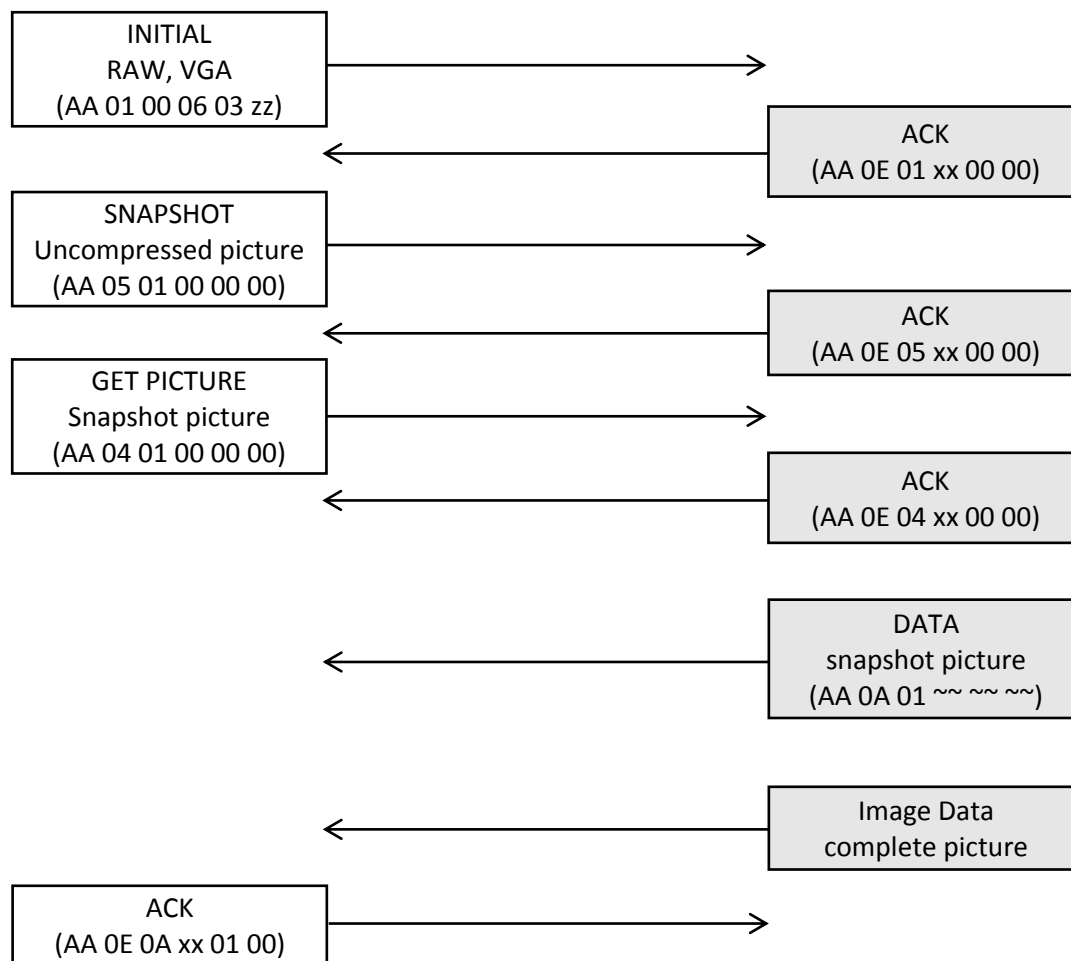 INITIAL
RAW, VGA
(AA 01 00 06 03 zz)
ACK
(AA 0E 01 xx 00 00)
SNAPSHOT
Uncompressed picture
(AA 05 01 00 00 00)
ACK
(AA 0E 05 xx 00 00)
GET PICTURE
Snapshot picture
(AA 04 01 00 00 00)
ACK
(AA 0E 04 xx 00 00)
DATA
snapshot picture
(AA 0A 01 ~~ ~~ ~~)
Image Data
complete picture
ACK
(AA 0E 0A xx 01 00)